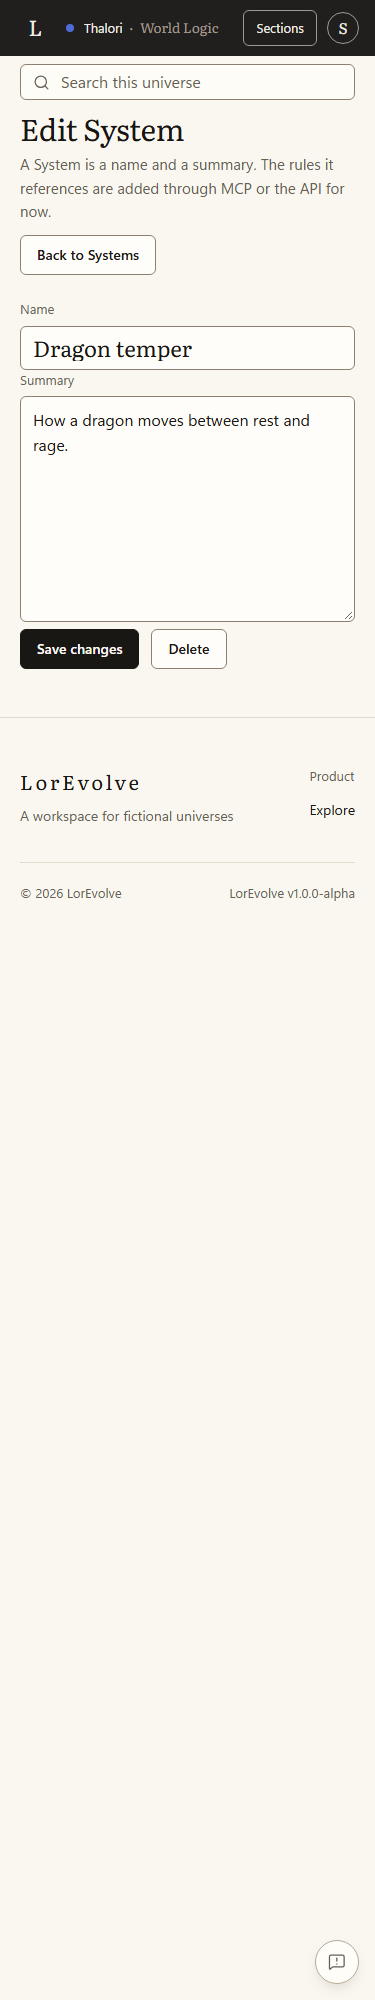 L
Thalori · World Logic
Sections
S
Search this universe
Edit System
A System is a name and a summary. The rules it
references are added through MCP or the API for
now.
Back to Systems
Name
Dragon temper
Summary
How a dragon moves between rest and
rage.
Save changes
Delete
LorEvolve
A workspace for fictional universes
Product
Explore
© 2026 LorEvolve
LorEvolve v1.0.0-alpha